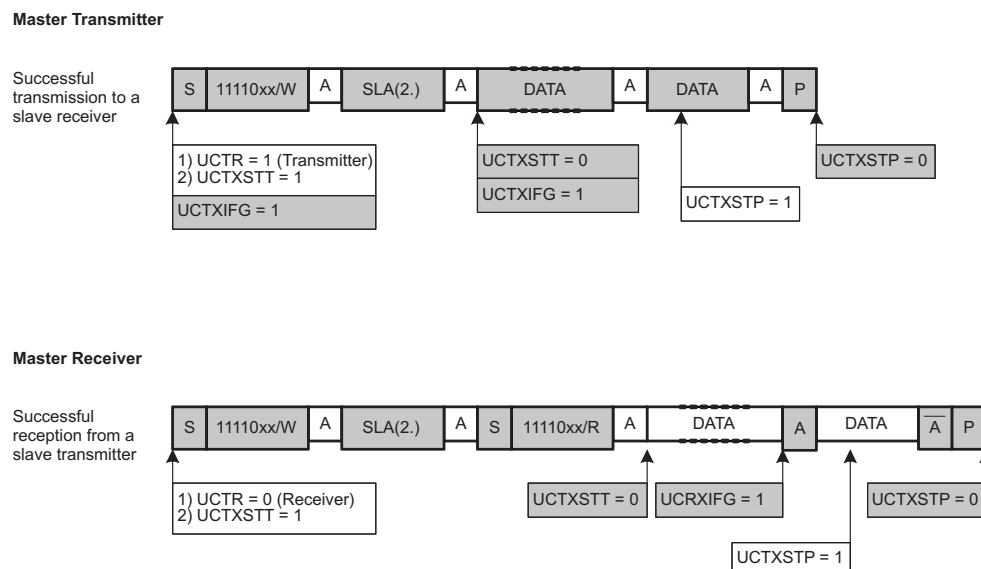 Master Transmitter
Successful
transmission to a
slave receiver
S 11110xx/W A SLA(2.) A DATA A DATA A P
1) UCTR = 1 (Transmitter)
2) UCTXSTT = 1
UCTXIFG = 1
UCTXSTT = 0
UCTXIFG = 1
UCTXSTP = 1
UCTXSTP = 0
Master Receiver
Successful
reception from a
slave transmitter
S 11110xx/W A SLA(2.) A S 11110xx/R A DATA A DATA A̅ P
1) UCTR = 0 (Receiver)
2) UCTXSTT = 1
UCTXSTT = 0
UCRXIFG = 1
UCTXSTP = 1
UCTXSTP = 0